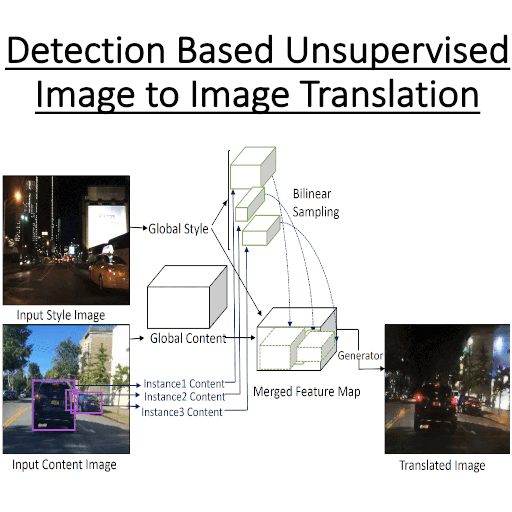 Detection Based Unsupervised
Image to Image Translation
Bilinear
Sampling
Global Style
Input Style Image
Global Content
Generator
Instance1 Content
Instance2 Content
Instance3 Content
Merged Feature Map
Input Content Image
Translated Image